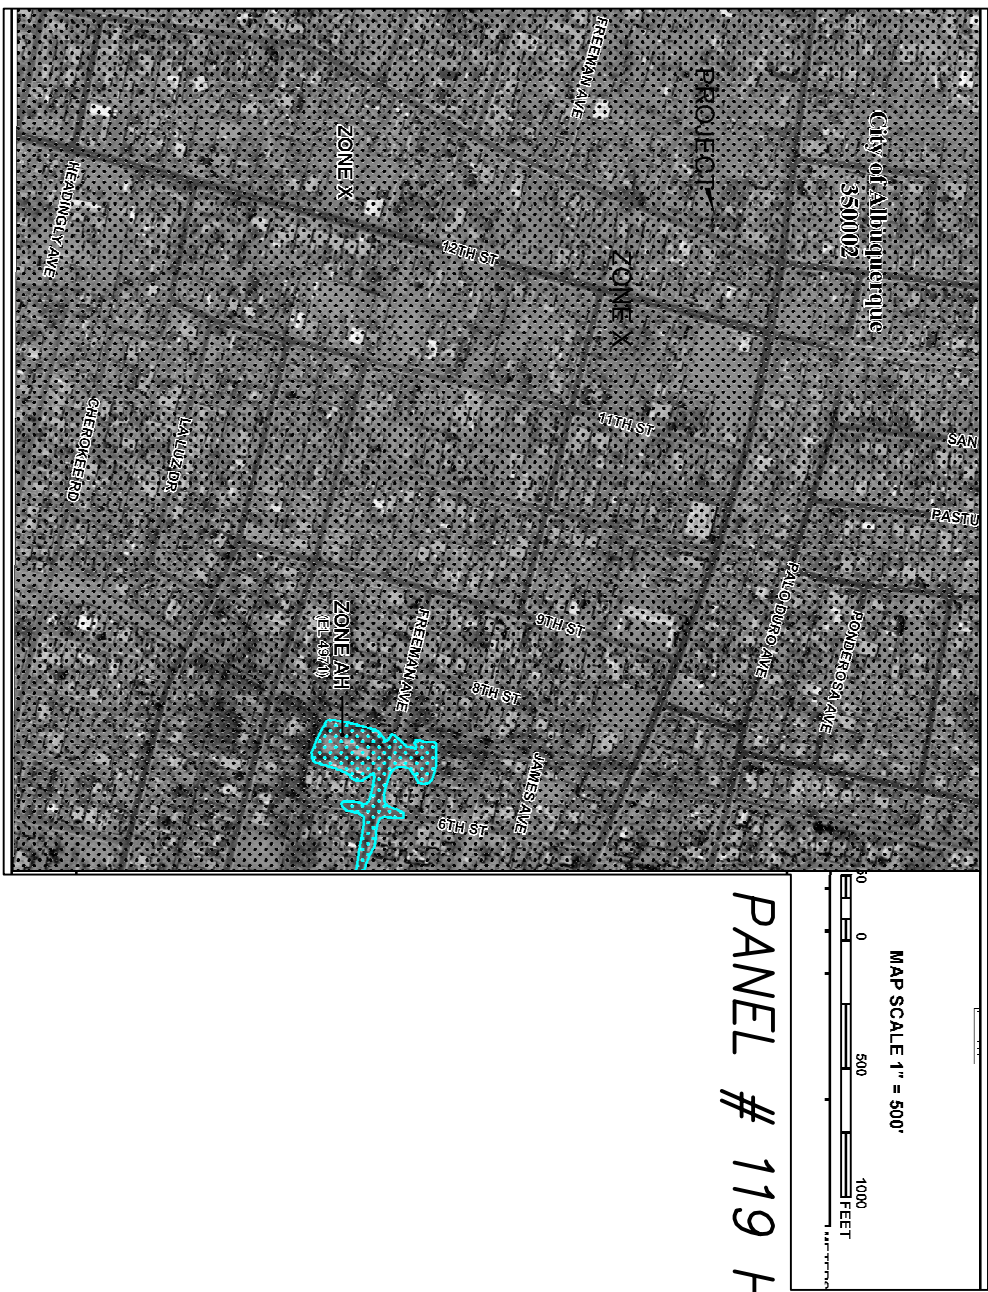 City of Albuquerque
350002
PROJECT
FREEMAN AVE
ZONE X
ZONE X
12TH ST
HEADINGLY AVE
11TH ST
SAN
PASTU
CHEROKEE RD
LA LUZ DR
PALO DURO AVE
PONDEROSA AVE
9TH ST
8TH ST
FREEMAN AVE
ZONE AH
(EL 4971)
JAMES AVE
6TH ST
MAP SCALE 1" = 500'
0
500
1000
FEET
PANEL # 119